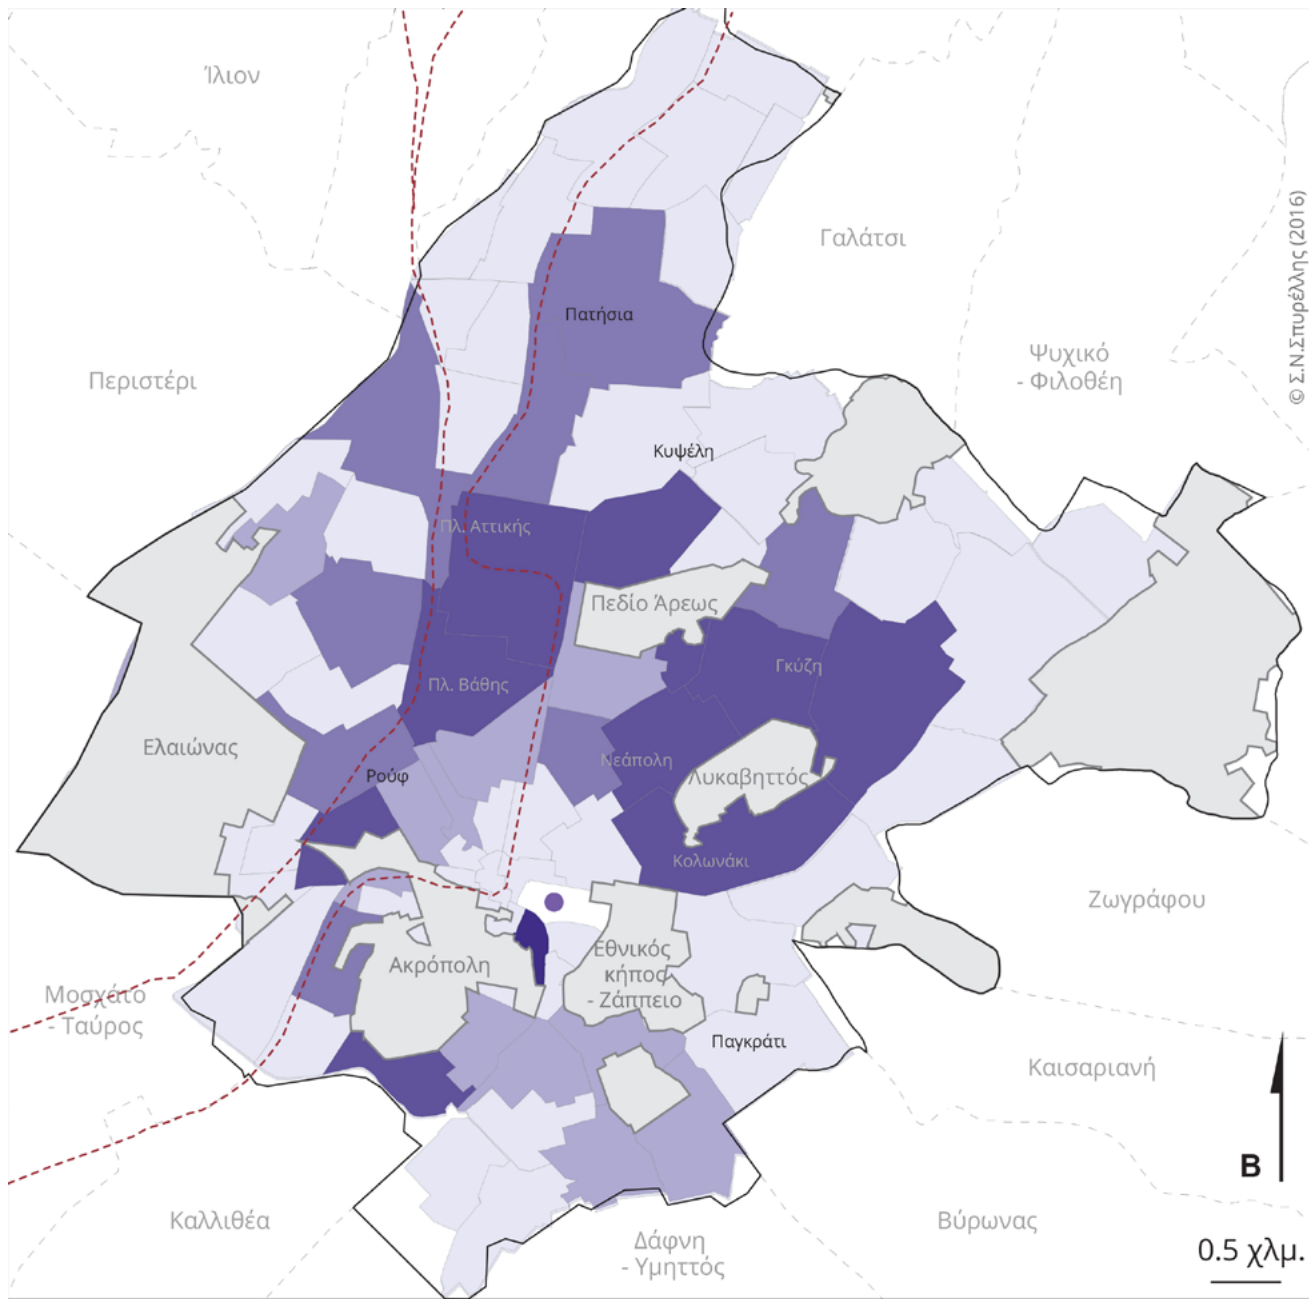 Ίλιον
© Σ.Ν.Σπυρέλλης (2016)
Γαλάτσι
Πατήσια
Ψυχικό
- Φιλοθέη
Περιστέρι
Κυψέλη
Πλ. Αττικής
Πεδίο Άρεως
Γκύζη
Πλ. Βάθης
Ελαιώνας
Νεάπολη
Ρούφ
Λυκαβηττός
Κολωνάκι
Ζωγράφου
Εθνικός
κήπος
- Ζάππειο
Ακρόπολη
Μοσχάτο
- Ταύρος
Παγκράτι
Καισαριανή
B
Καλλιθέα
Βύρωνας
Δάφνη
- Υμηττός
0.5 χλμ.